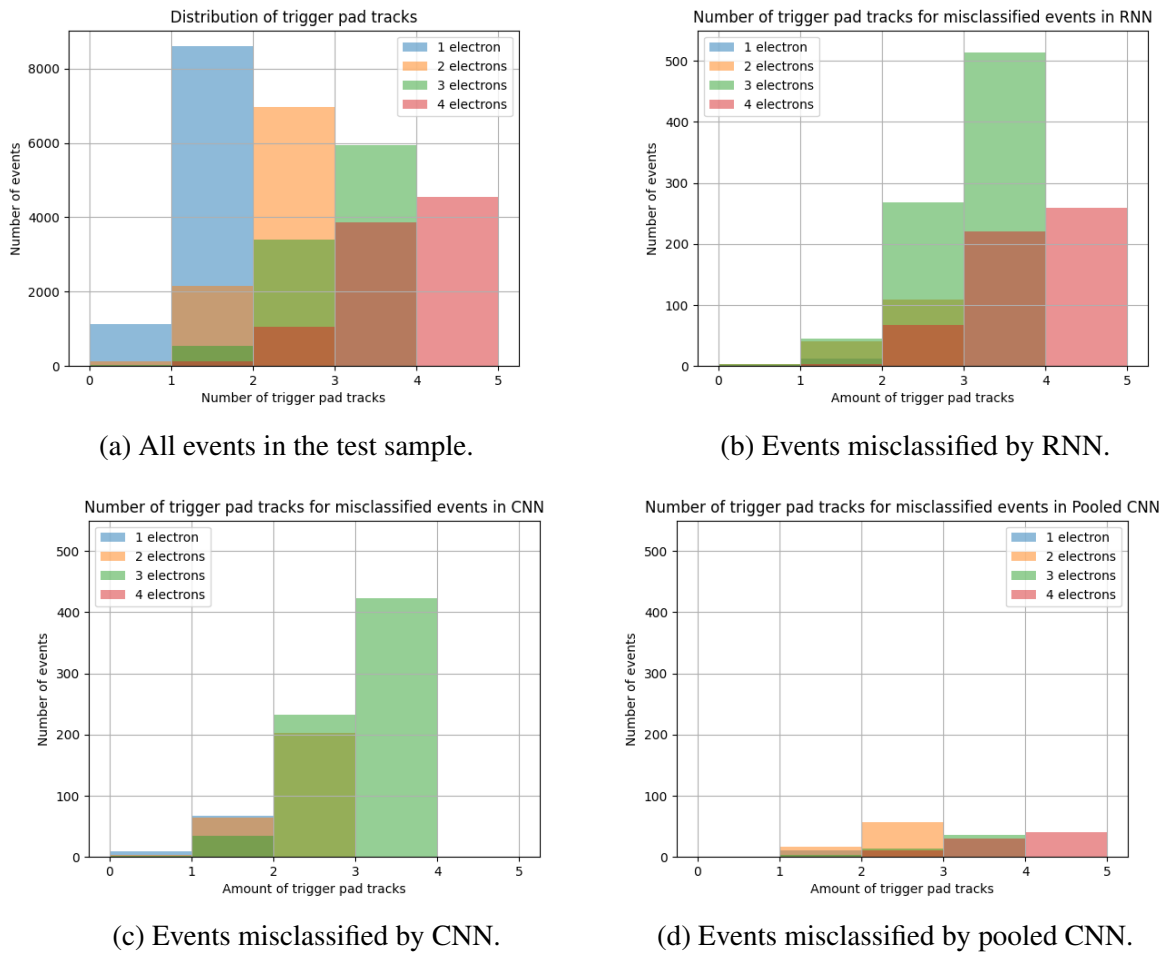 Distribution of trigger pad tracks
Number of events
8000
6000
4000
2000
0
1 electron
2 electrons
3 electrons
4 electrons
0 1 2 3 4 5
Number of trigger pad tracks
(a) All events in the test sample.
Number of trigger pad tracks for misclassified events in RNN
Number of events
500
400
300
200
100
0
1 electron
2 electrons
3 electrons
4 electrons
0 1 2 3 4 5
Amount of trigger pad tracks
(b) Events misclassified by RNN.
Number of trigger pad tracks for misclassified events in CNN
Number of events
500
400
300
200
100
0
1 electron
2 electrons
3 electrons
4 electrons
0 1 2 3 4 5
Amount of trigger pad tracks
(c) Events misclassified by CNN.
Number of trigger pad tracks for misclassified events in Pooled CNN
Number of events
500
400
300
200
100
0
1 electron
2 electrons
3 electrons
4 electrons
0 1 2 3 4 5
Amount of trigger pad tracks
(d) Events misclassified by pooled CNN.